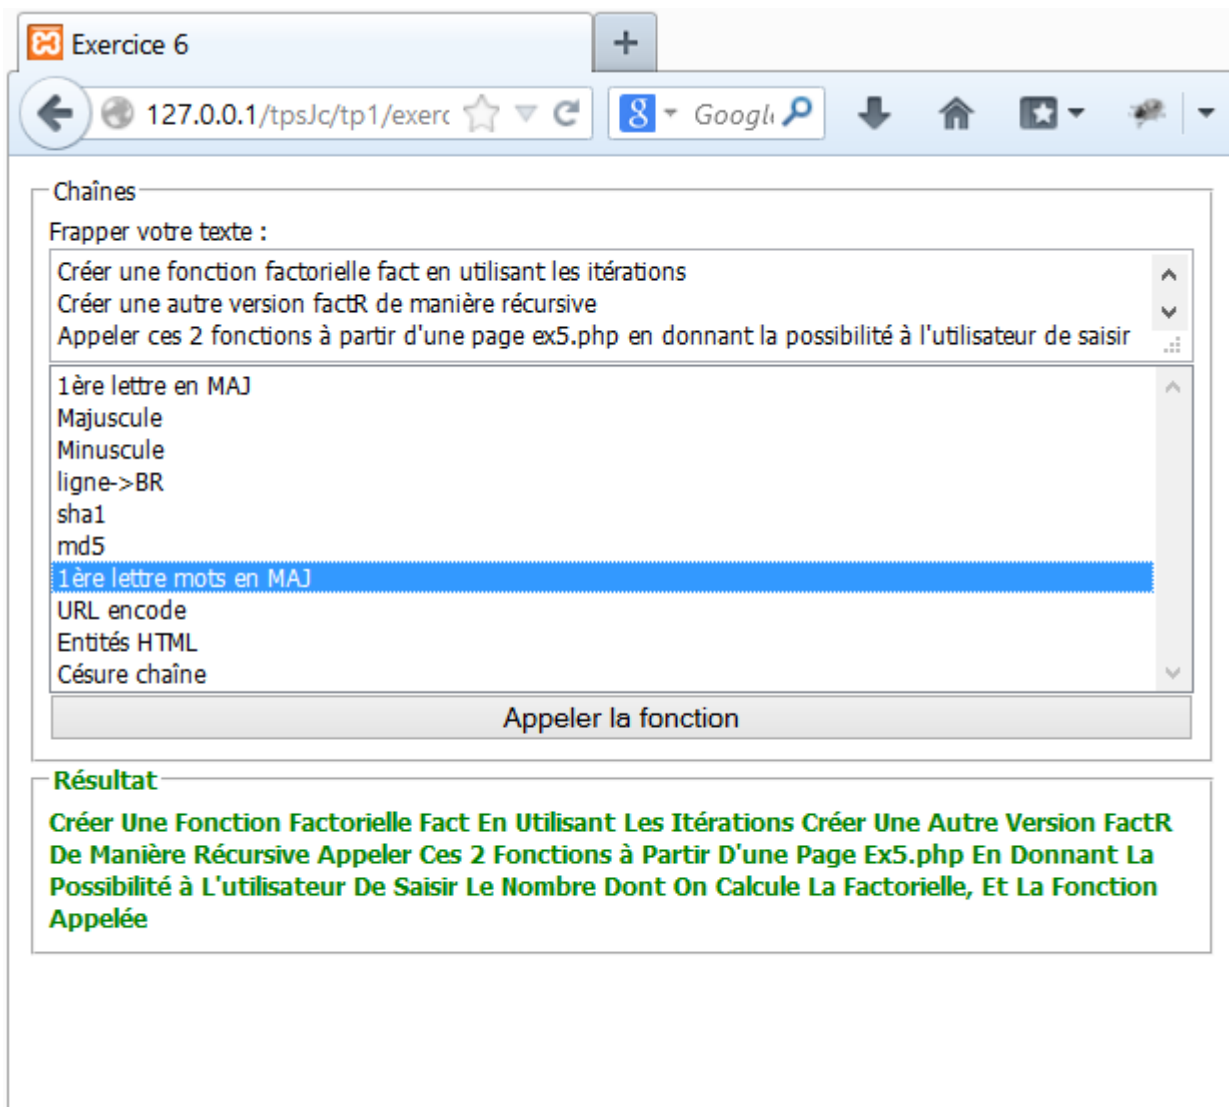 Exercice 6
127.0.0.1/tpsJc/tp1/exerc
Google
Chaînes
Frapper votre texte :
Créer une fonction factorielle fact en utilisant les itérations
Créer une autre version factR de manière récursive
Appeler ces 2 fonctions à partir d'une page ex5.php en donnant la possibilité à l'utilisateur de saisir
1ère lettre en MAJ
Majuscule
Minuscule
ligne->BR
sha1
md5
1ère lettre mots en MAJ
URL encode
Entités HTML
Césure chaîne
Appeler la fonction
Résultat
Créer Une Fonction Factorielle Fact En Utilisant Les Itérations Créer Une Autre Version FactR
De Manière Récursive Appeler Ces 2 Fonctions à Partir D'une Page Ex5.php En Donnant La
Possibilité à L'utilisateur De Saisir Le Nombre Dont On Calcule La Factorielle, Et La Fonction
Appelée